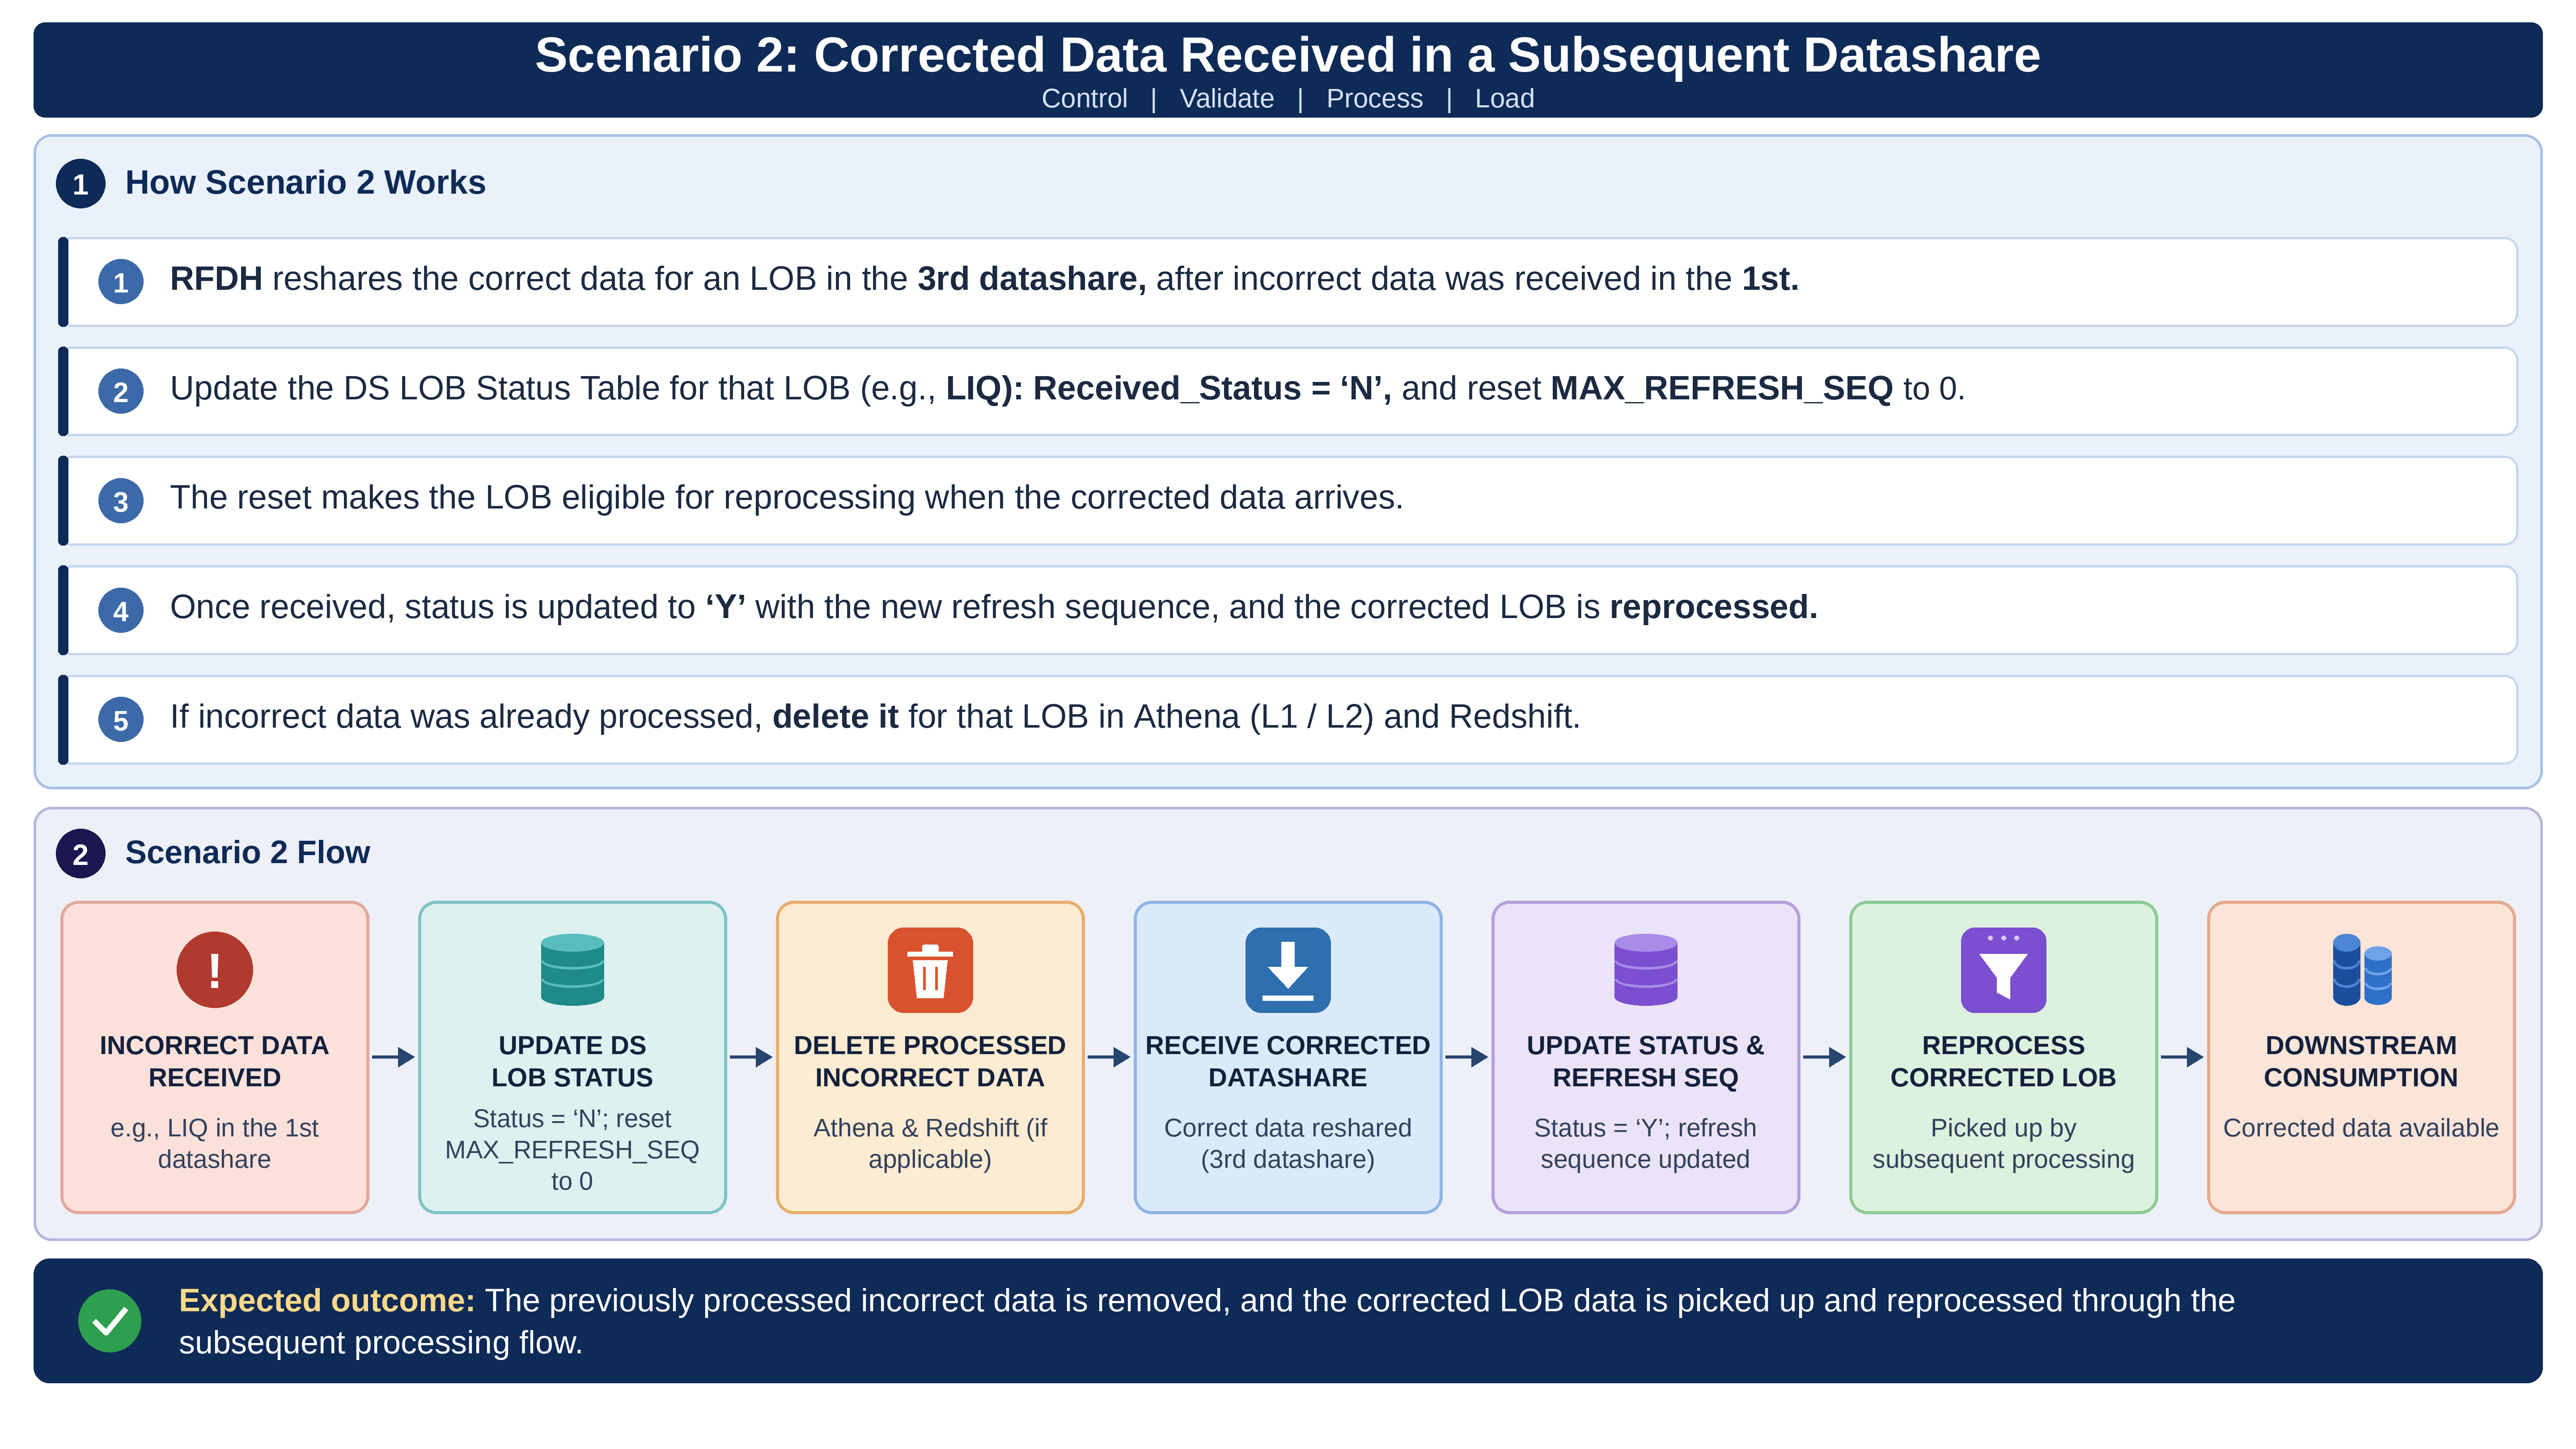 Scenario 2: Corrected Data Received in a Subsequent Datashare
Control | Validate | Process | Load
1 How Scenario 2 Works
1 RFDH reshares the correct data for an LOB in the 3rd datashare, after incorrect data was received in the 1st.
2 Update the DS LOB Status Table for that LOB (e.g., LIQ): Received_Status = ‘N’, and reset MAX_REFRESH_SEQ to 0.
3 The reset makes the LOB eligible for reprocessing when the corrected data arrives.
4 Once received, status is updated to ‘Y’ with the new refresh sequence, and the corrected LOB is reprocessed.
5 If incorrect data was already processed, delete it for that LOB in Athena (L1 / L2) and Redshift.
2 Scenario 2 Flow
!
INCORRECT DATA
RECEIVED
e.g., LIQ in the 1st
datashare
UPDATE DS
LOB STATUS
Status = ‘N’; reset
MAX_REFRESH_SEQ
to 0
DELETE PROCESSED
INCORRECT DATA
Athena & Redshift (if
applicable)
RECEIVE CORRECTED
DATASHARE
Correct data reshared
(3rd datashare)
UPDATE STATUS &
REFRESH SEQ
Status = ‘Y’; refresh
sequence updated
REPROCESS
CORRECTED LOB
Picked up by
subsequent processing
DOWNSTREAM
CONSUMPTION
Corrected data available
Expected outcome: The previously processed incorrect data is removed, and the corrected LOB data is picked up and reprocessed through the
subsequent processing flow.